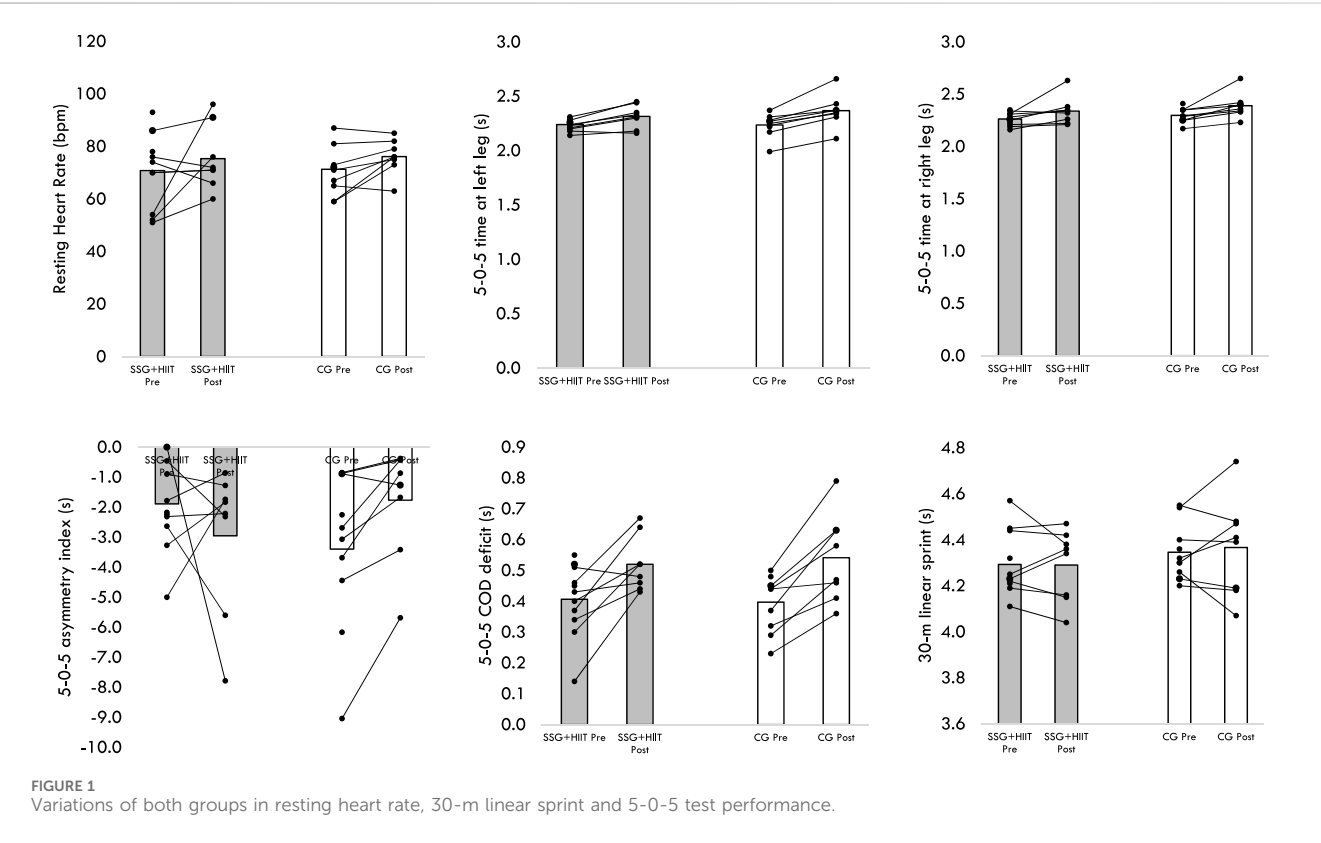 Resting Heart Rate (bpm)
120
100
80
60
40
20
0
SSG+HIIT
Pre
SSG+HIIT
Post
CG Pre
CG Post
5-0-5 time at left leg (s)
3.0
2.5
2.0
1.5
1.0
0.5
0.0
SSG+HIIT Pre
SSG+HIIT Post
CG Pre
CG Post
5-0-5 time at right leg (s)
3.0
2.5
2.0
1.5
1.0
0.5
0.0
SSG+HIIT
Pre
SSG+HIIT
Post
CG Pre
CG Post
5-0-5 asymmetry index (s)
0.0
-1.0
-2.0
-3.0
-4.0
-5.0
-6.0
-7.0
-8.0
-9.0
-10.0
SSG+HIIT
Pre
SSG+HIIT
Post
CG Pre
CG Post
5-0-5 COD deficit (s)
0.9
0.8
0.7
0.6
0.5
0.4
0.3
0.2
0.1
0.0
SSG+HIIT Pre
SSG+HIIT
Post
CG Pre
CG Post
30-m linear sprint (s)
4.8
4.6
4.4
4.2
4.0
3.8
3.6
SSG+HIIT
Pre
SSG+HIIT
Post
CG Pre
CG Post
FIGURE 1
Variations of both groups in resting heart rate, 30-m linear sprint and 5-0-5 test performance.